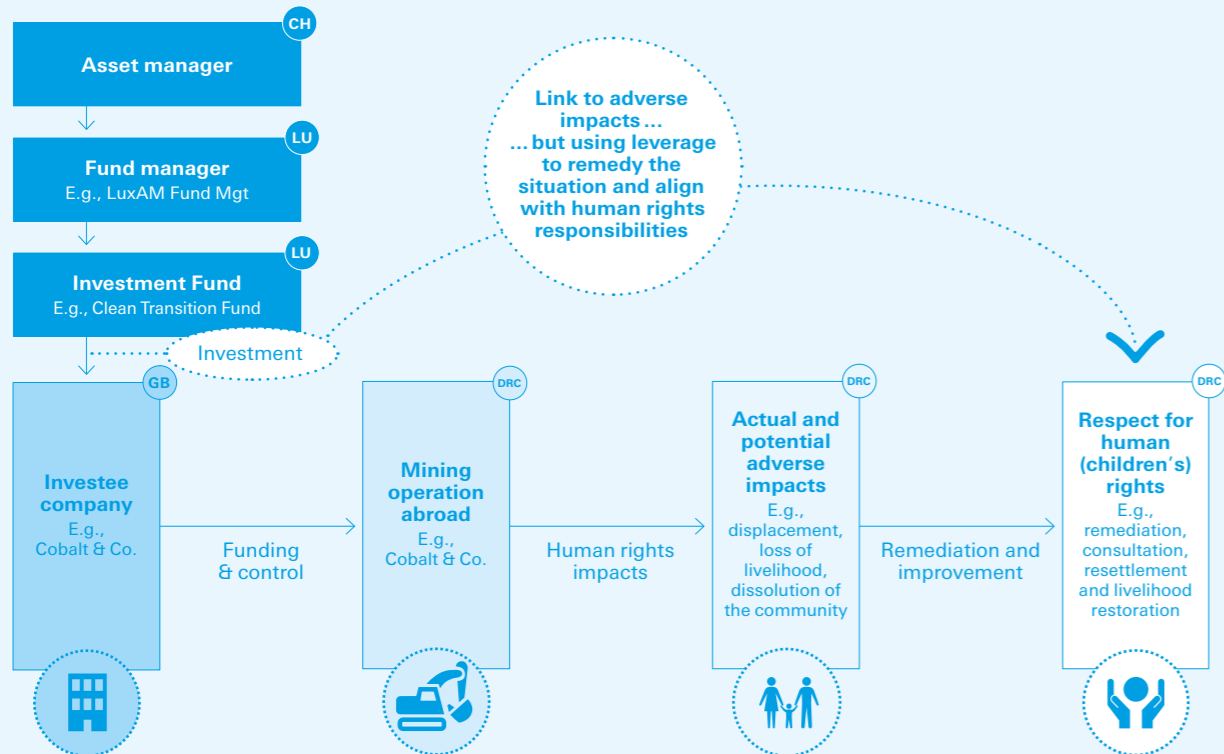 CH
Asset manager
LU
Fund manager
E.g., LuxAM Fund Mgt
LU
Investment Fund
E.g., Clean Transition Fund
Investment
Link to adverse
impacts ...
... but using leverage
to remedy the
situation and align
with human rights
responsibilities
GB
Investee
company
E.g.,
Cobalt & Co.
Funding
& control
DRC
Mining
operation
abroad
E.g.,
Cobalt & Co.
Human rights
impacts
DRC
Actual and
potential
adverse
impacts
E.g.,
displacement,
loss of
livelihood,
dissolution of
the community
Remediation and
improvement
DRC
Respect for
human
(children's)
rights
E.g.,
remediation,
consultation,
resettlement
and livelihood
restoration